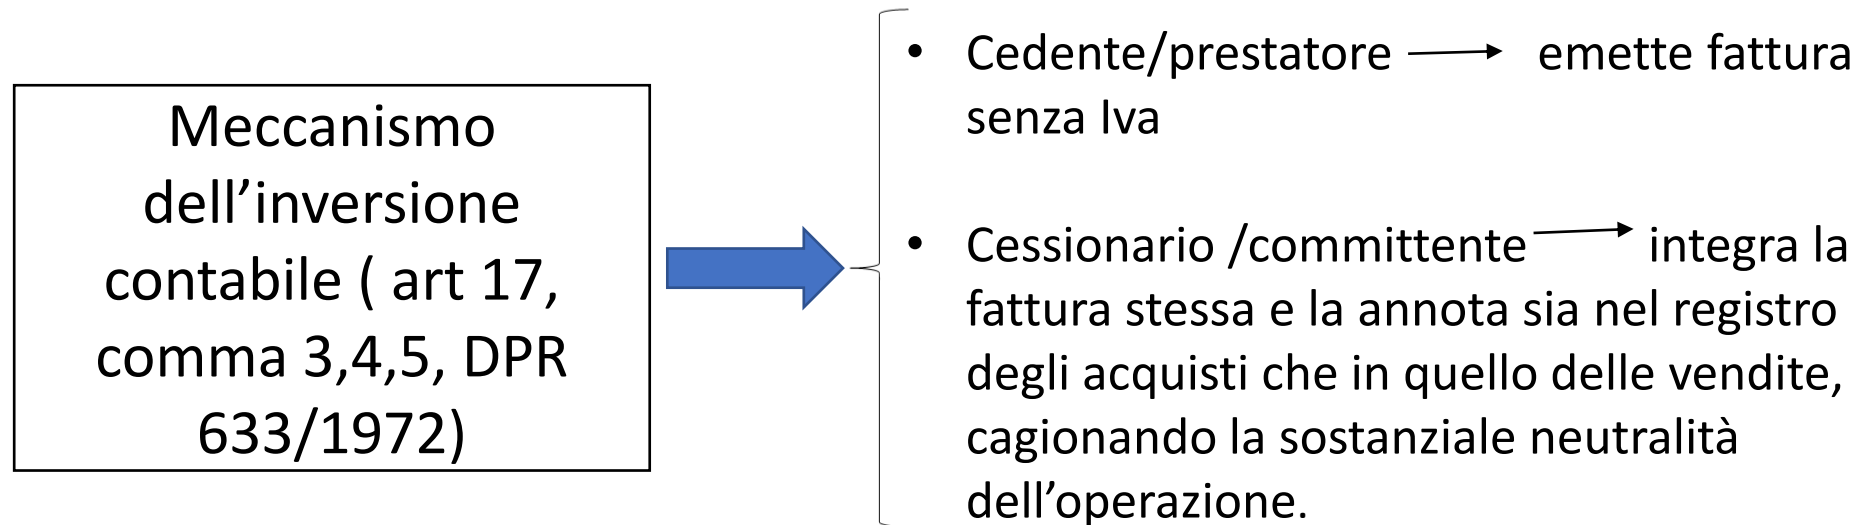 Meccanismo
dell’inversione
contabile ( art 17,
comma 3,4,5, DPR
633/1972)
• Cedente/prestatore → emette fattura
senza Iva
• Cessionario /committente → integra la
fattura stessa e la annota sia nel registro
degli acquisti che in quello delle vendite,
cagionando la sostanziale neutralità
dell’operazione.